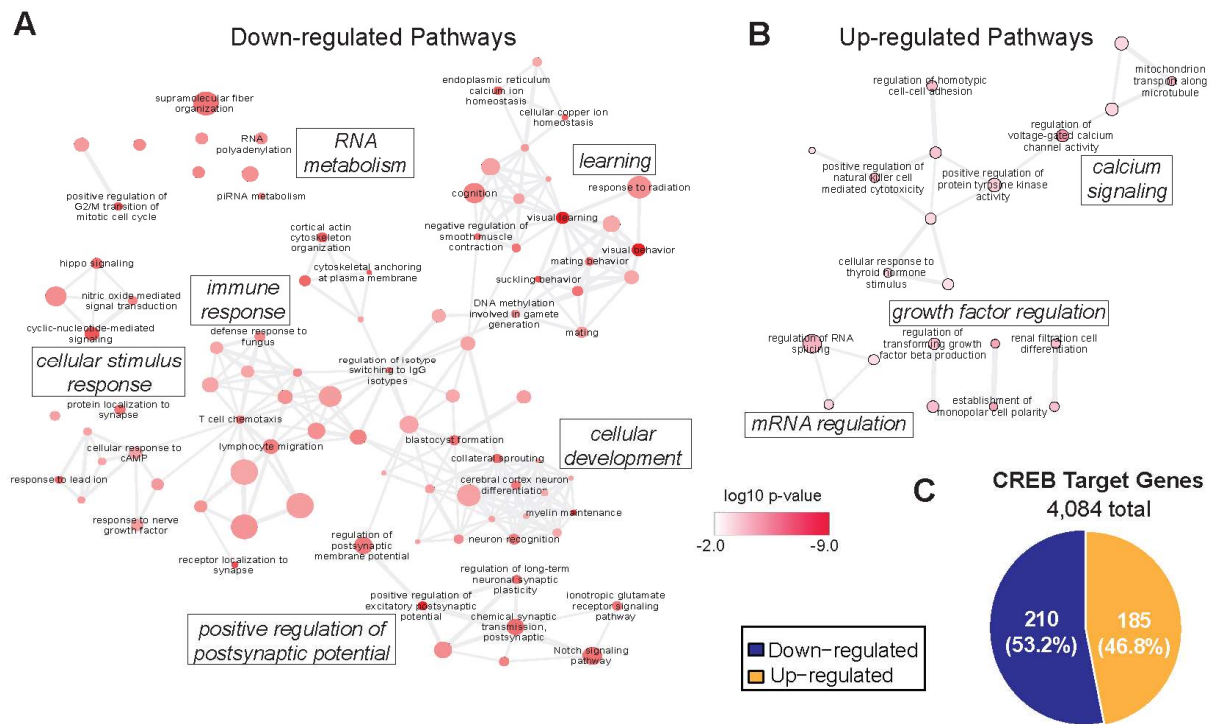 A
Down-regulated Pathways
supramolecular fiber
organization
RNA
polyadenylation
piRNA metabolism
RNA
metabolism
positive regulation of
G2/M transition of
mitotic cell cycle
endoplasmic reticulum
calcium ion
homeostasis
cellular copper ion
homeostasis
learning
cognition
response to radiation
visual learning
negative regulation of
smooth muscle
contraction
visual behavior
mating behavior
suckling behavior
DNA methylation
involved in gamete
generation
mating
cortical actin
cytoskeleton
organization
cytoskeletal anchoring
at plasma membrane
hippo signaling
nitric oxide mediated
signal transduction
cyclic-nucleotide-mediated
signaling
cellular stimulus
response
immune
response
defense response to
fungus
regulation of isotype
switching to IgG
isotypes
protein localization to
synapse
T cell chemotaxis
lymphocyte migration
cellular response to
cAMP
response to lead ion
response to nerve
growth factor
receptor localization to
synapse
blastocyst formation
collateral sprouting
cellular
development
cerebral cortex neuron
differentiation
myelin maintenance
neuron recognition
regulation of
postsynaptic
membrane potential
regulation of long-term
neuronal synaptic
plasticity
positive regulation of
excitatory postsynaptic
potential
ionotropic glutamate
receptor signaling
pathway
chemical synaptic
transmission,
postsynaptic
Notch signaling
pathway
positive regulation of
postsynaptic potential
B
Up-regulated Pathways
regulation of homotypic
cell-cell adhesion
mitochondrion
transport along
microtubule
regulation of
voltage-gated calcium
channel activity
calcium
signaling
positive regulation of
natural killer cell
mediated cytotoxicity
positive regulation of
protein tyrosine kinase
activity
cellular response to
thyroid hormone
stimulus
growth factor regulation
regulation of RNA
splicing
regulation of
transforming growth
factor beta production
renal filtration cell
differentiation
establishment of
monopolar cell polarity
mRNA regulation
log10 p-value
-2.0
-9.0
C
CREB Target Genes
4,084 total
210
(53.2%)
185
(46.8%)
Down-regulated
Up-regulated